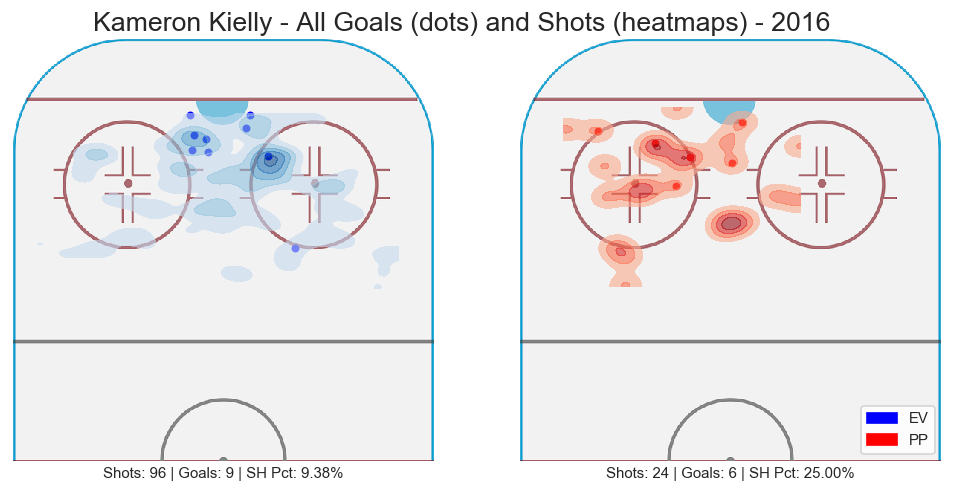 Kameron Kielly - All Goals (dots) and Shots (heatmaps) - 2016
EV
PP
Shots: 96 | Goals: 9 | SH Pct: 9.38%
Shots: 24 | Goals: 6 | SH Pct: 25.00%